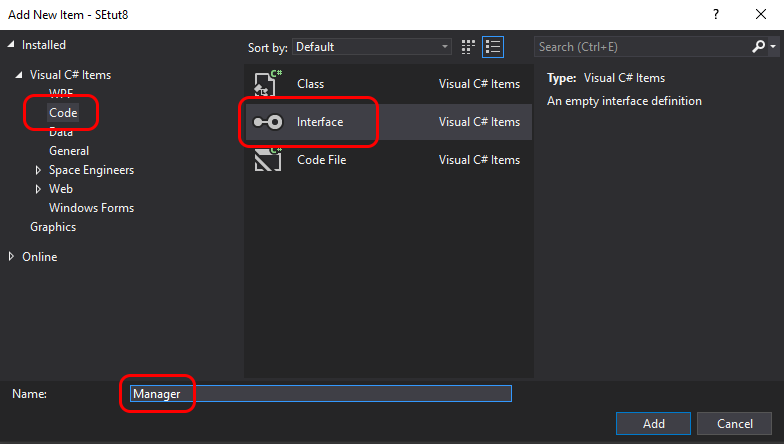 Add New Item - SEtut8
?
Installed
Sort by: Default
Search (Ctrl+E)
Visual C# Items
WPF
Code
Data
General
Space Engineers
Web
Windows Forms
Graphics
Online
C# Class Visual C# Items
Interface Visual C# Items
C# Code File Visual C# Items
Type: Visual C# Items
An empty interface definition
Name: Manager
Add Cancel